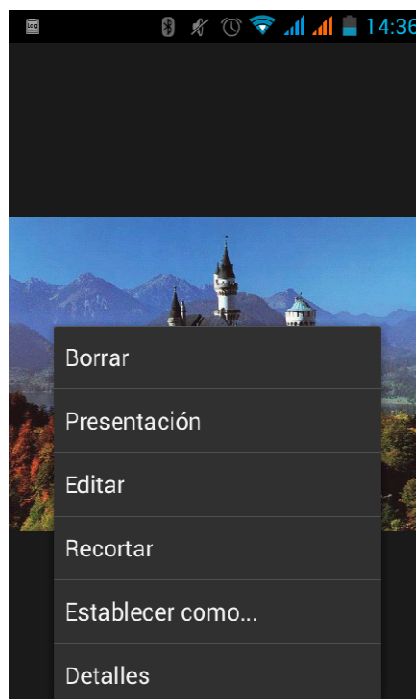 14:36
Borrar
Presentación
Editar
Recortar
Establecer como...
Detalles